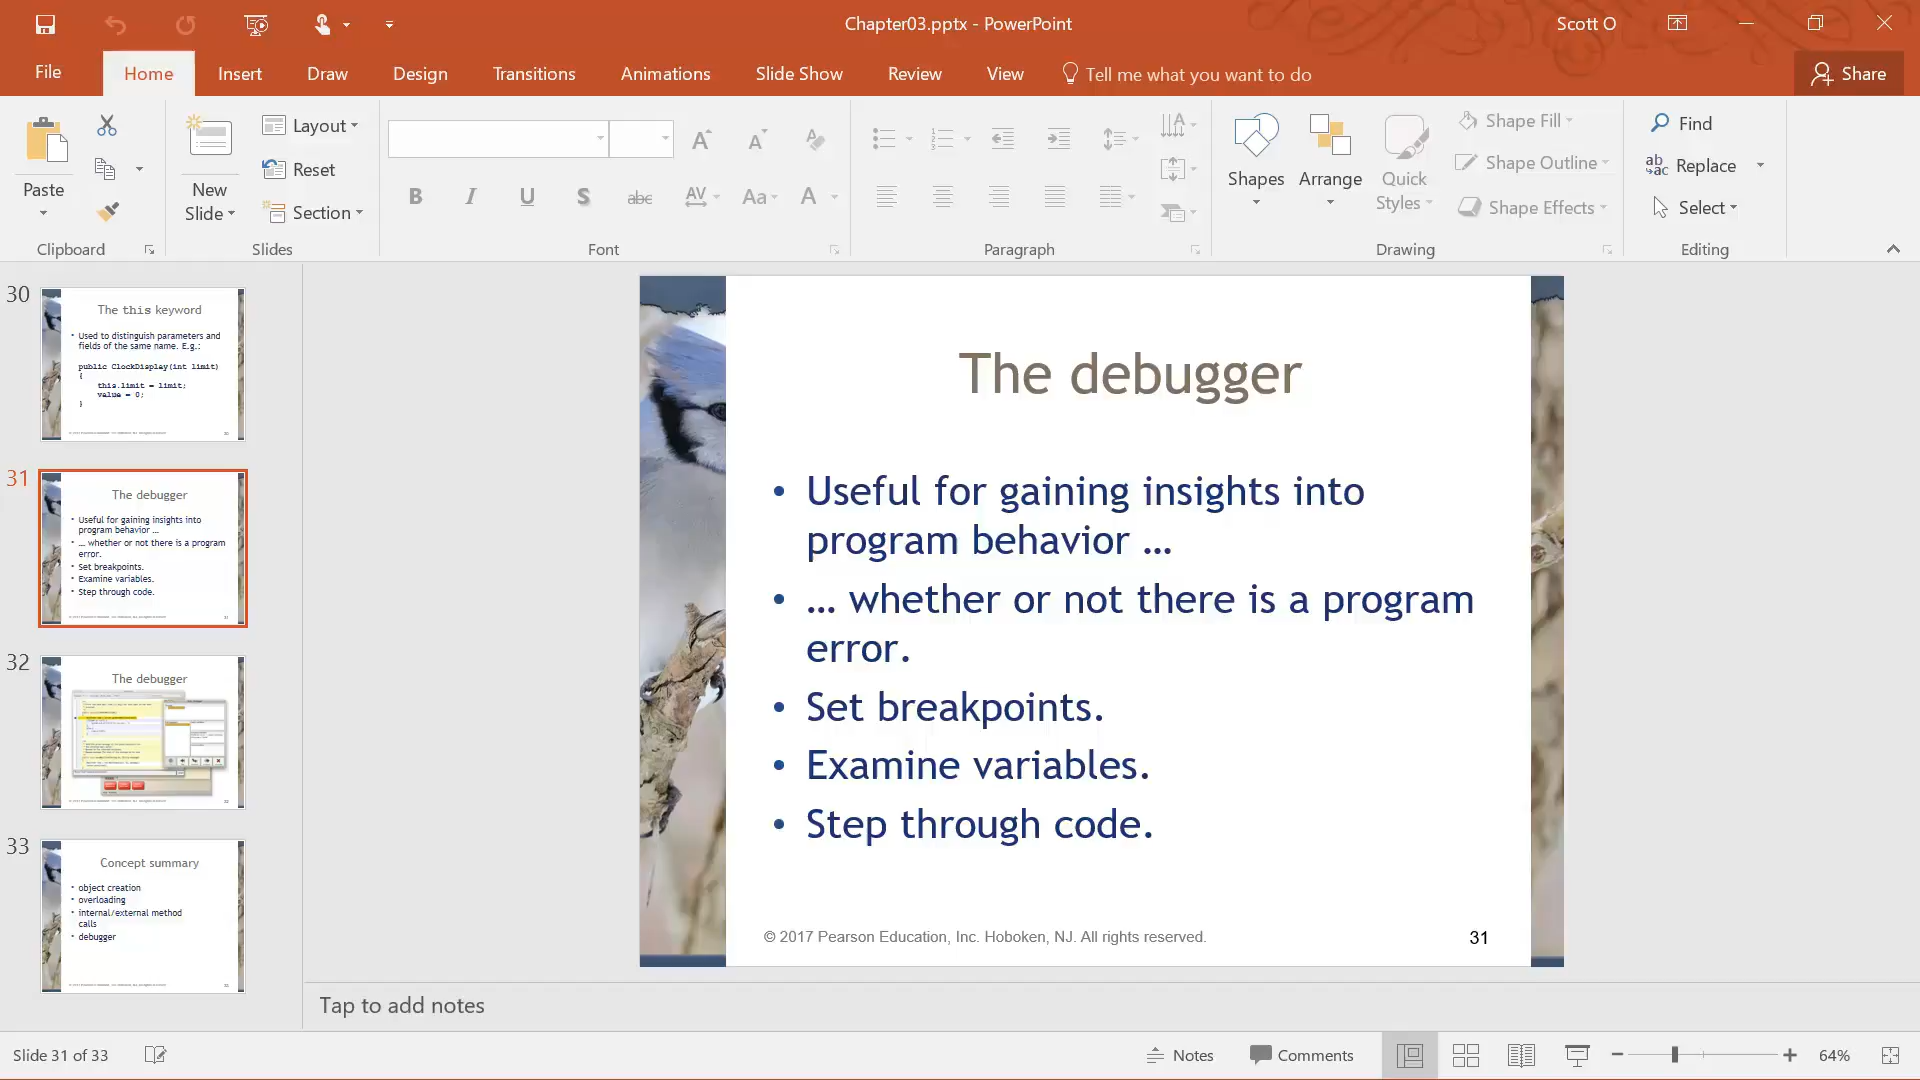 Chapter03.pptx - PowerPoint
Scott O
File Home Insert Draw Design Transitions Animations Slide Show Review View Tell me what you want to do Share
Paste
Clipboard
New
Slide
Layout
Reset
Section
Slides
B I U S abc AV Aa A
Font
Paragraph
Shapes
Arrange
Quick
Styles
Shape Fill
Shape Outline
Shape Effects
Drawing
Find
Replace
Select
Editing
30
The this keyword
• Used to distinguish parameters and
fields of the same name. E.g.:
public ClockDisplay(int limit)
{
this.limit = limit;
value = 0;
}
31
The debugger
• Useful for gaining insights into
program behavior …
• … whether or not there is a program
error.
• Set breakpoints.
• Examine variables.
• Step through code.
32
The debugger
33
Concept summary
• object creation
• overloading
• internal/external method
calls
• debugger
The debugger
• Useful for gaining insights into
program behavior …
• … whether or not there is a program
error.
• Set breakpoints.
• Examine variables.
• Step through code.
© 2017 Pearson Education, Inc. Hoboken, NJ. All rights reserved.
31
Tap to add notes
Slide 31 of 33
Notes
Comments
64%